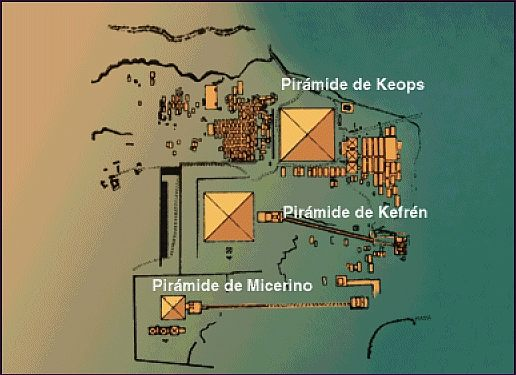 Pirámide de Keops
Pirámide de Kefrén
Pirámide de Micerino